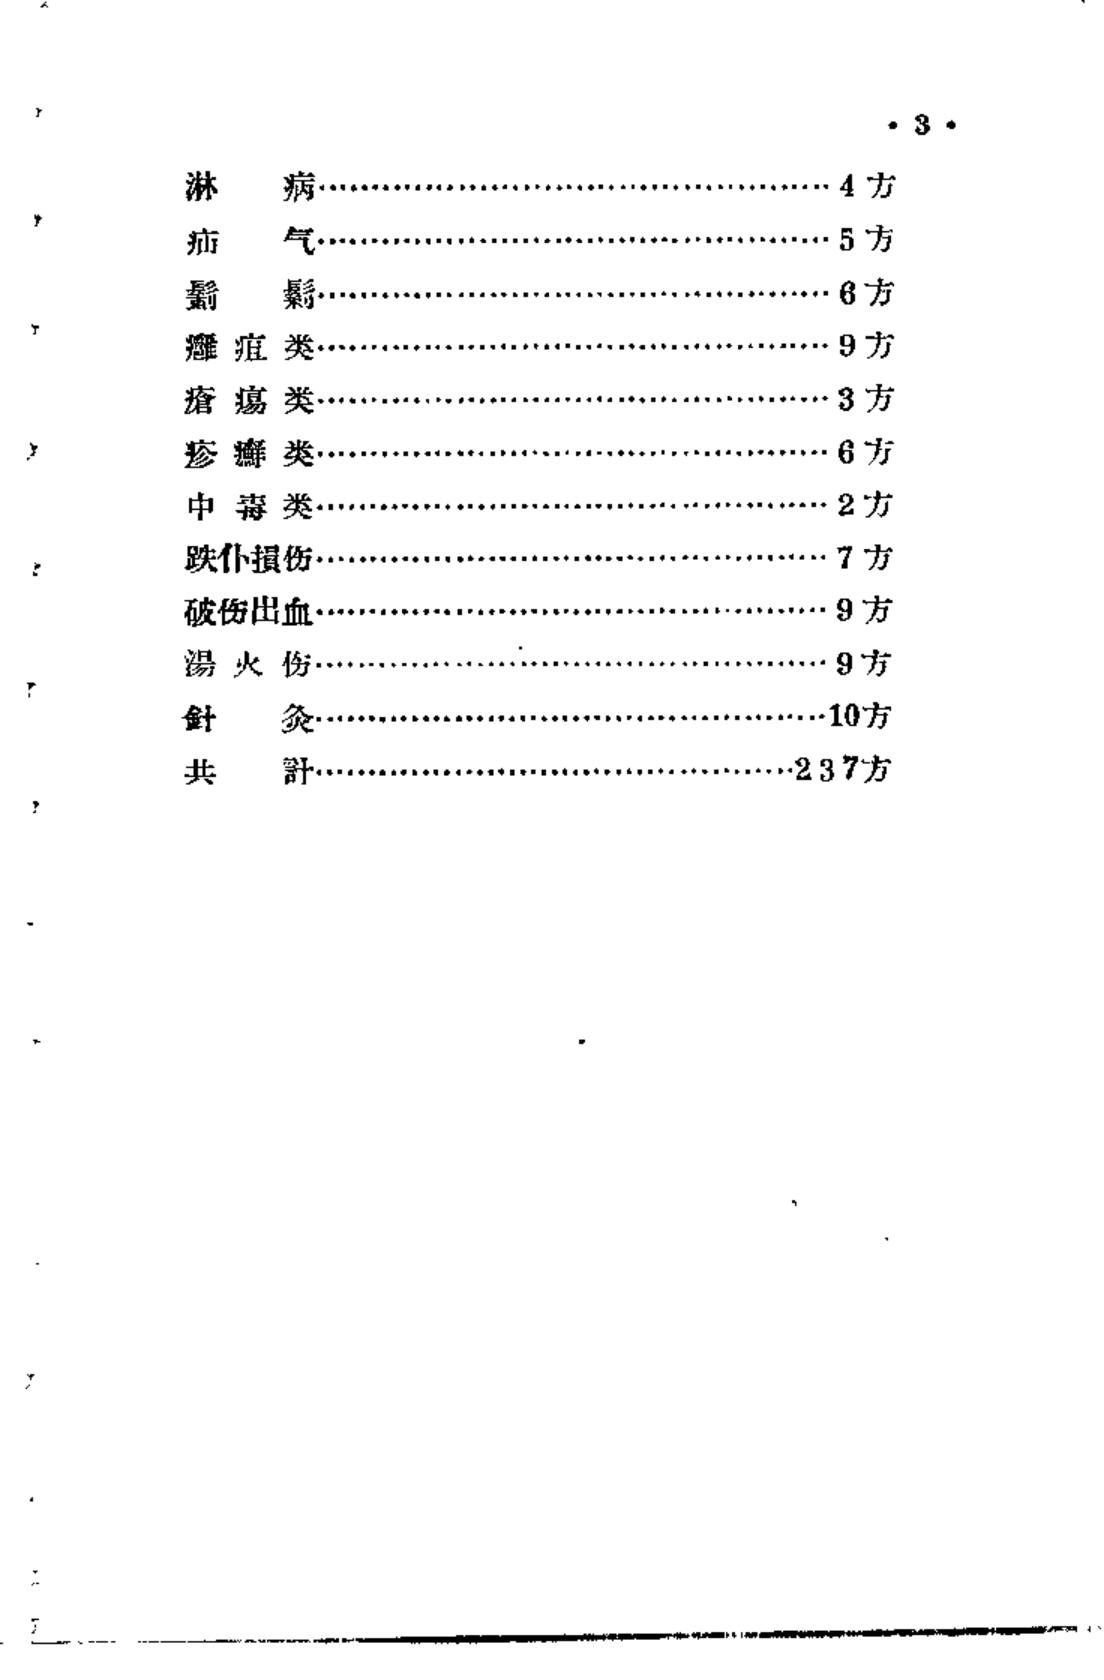 • 3 •
淋　病…………………………………………4方
疝　气…………………………………………5方
6方
癰疽类…………………………………………9方
瘡瘍类…………………………………………3方
疹癬类…………………………………………6方
中毒类…………………………………………2方
跌仆損伤………………………………………7方
破伤出血………………………………………9方
湯火伤…………………………………………9方
針　灸…………………………………………10方
共　計…………………………………………237方